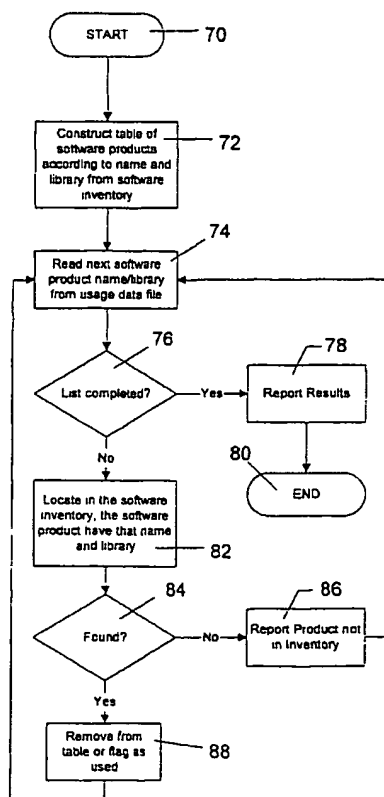 START
70
Construct table of
software products
according to name and
library from software
inventory
72
74
Read next software
product name/library
from usage data file
76
List completed?
Yes
78
Report Results
No
80
END
Locate in the software
inventory, the software
product have that name
and library
82
84
Found?
No
86
Report Product not
in Inventory
Yes
Remove from
table or flag as
used
88